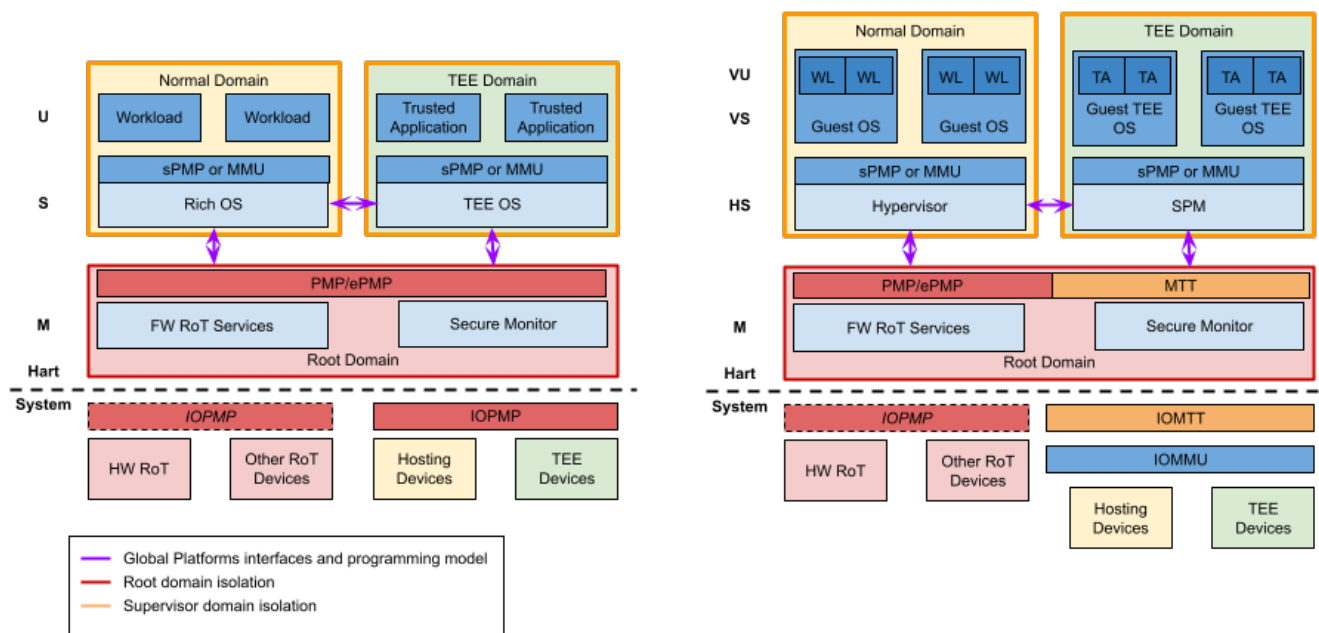 Normal Domain
TEE Domain
U
Workload
Workload
Trusted
Application
Trusted
Application
sPMP or MMU
sPMP or MMU
S
Rich OS
TEE OS
PMP/ePMP
M
FW RoT Services
Secure Monitor
Root Domain
Hart
System
IOPMP
IOPMP
HW RoT
Other RoT
Devices
Hosting
Devices
TEE
Devices
Global Platforms interfaces and programming model
Root domain isolation
Supervisor domain isolation
Normal Domain
TEE Domain
VU
WL
WL
WL
WL
TA
TA
TA
TA
VS
Guest OS
Guest OS
Guest TEE
OS
Guest TEE
OS
sPMP or MMU
sPMP or MMU
HS
Hypervisor
SPM
PMP/ePMP
MTT
M
FW RoT Services
Secure Monitor
Root Domain
Hart
System
IOPMP
IOMTT
HW RoT
Other RoT
Devices
IOMMU
Hosting
Devices
TEE
Devices